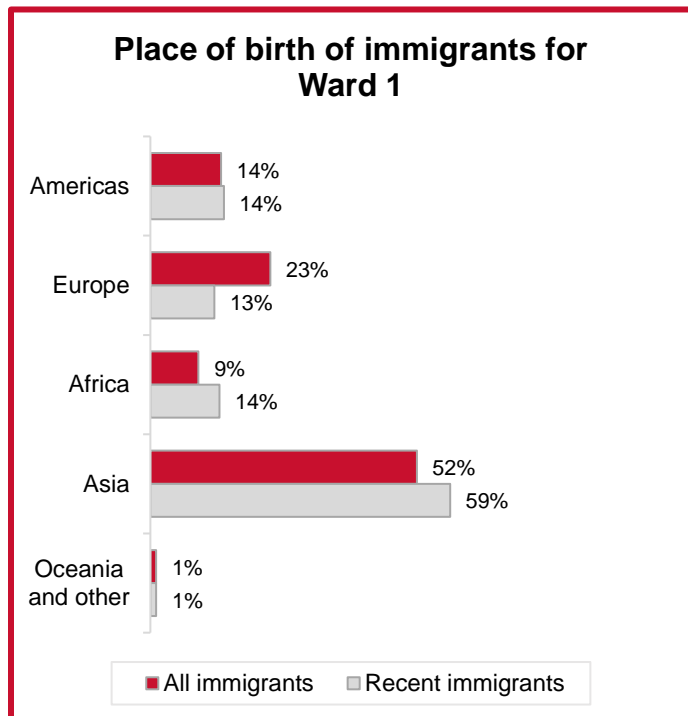 Place of birth of immigrants for
Ward 1
Americas
14%
14%
Europe
23%
13%
Africa
9%
14%
Asia
52%
59%
Oceania
and other
1%
1%
All immigrants
Recent immigrants